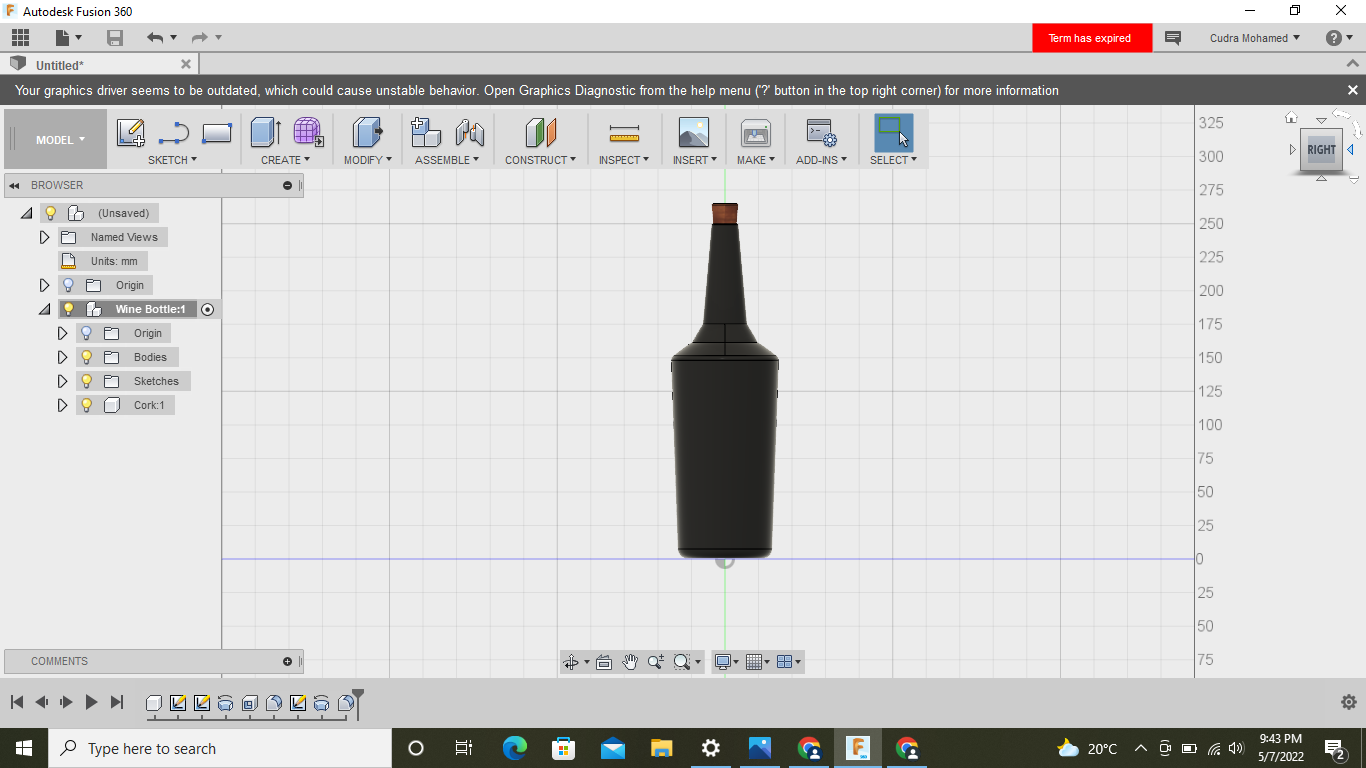 Autodesk Fusion 360
Term has expired
Cudra Mohamed
?
Untitled*
Your graphics driver seems to be outdated, which could cause unstable behavior. Open Graphics Diagnostic from the help menu ('?' button in the top right corner) for more information
MODEL
SKETCH
CREATE
MODIFY
ASSEMBLE
CONSTRUCT
INSPECT
INSERT
MAKE
ADD-INS
SELECT
RIGHT
BROWSER
(Unsaved)
Named Views
Units: mm
Origin
Wine Bottle:1
Origin
Bodies
Sketches
Cork:1
325
300
275
250
225
200
175
150
125
100
75
50
25
0
25
50
75
COMMENTS
Type here to search
20°C
9:43 PM
5/7/2022
2